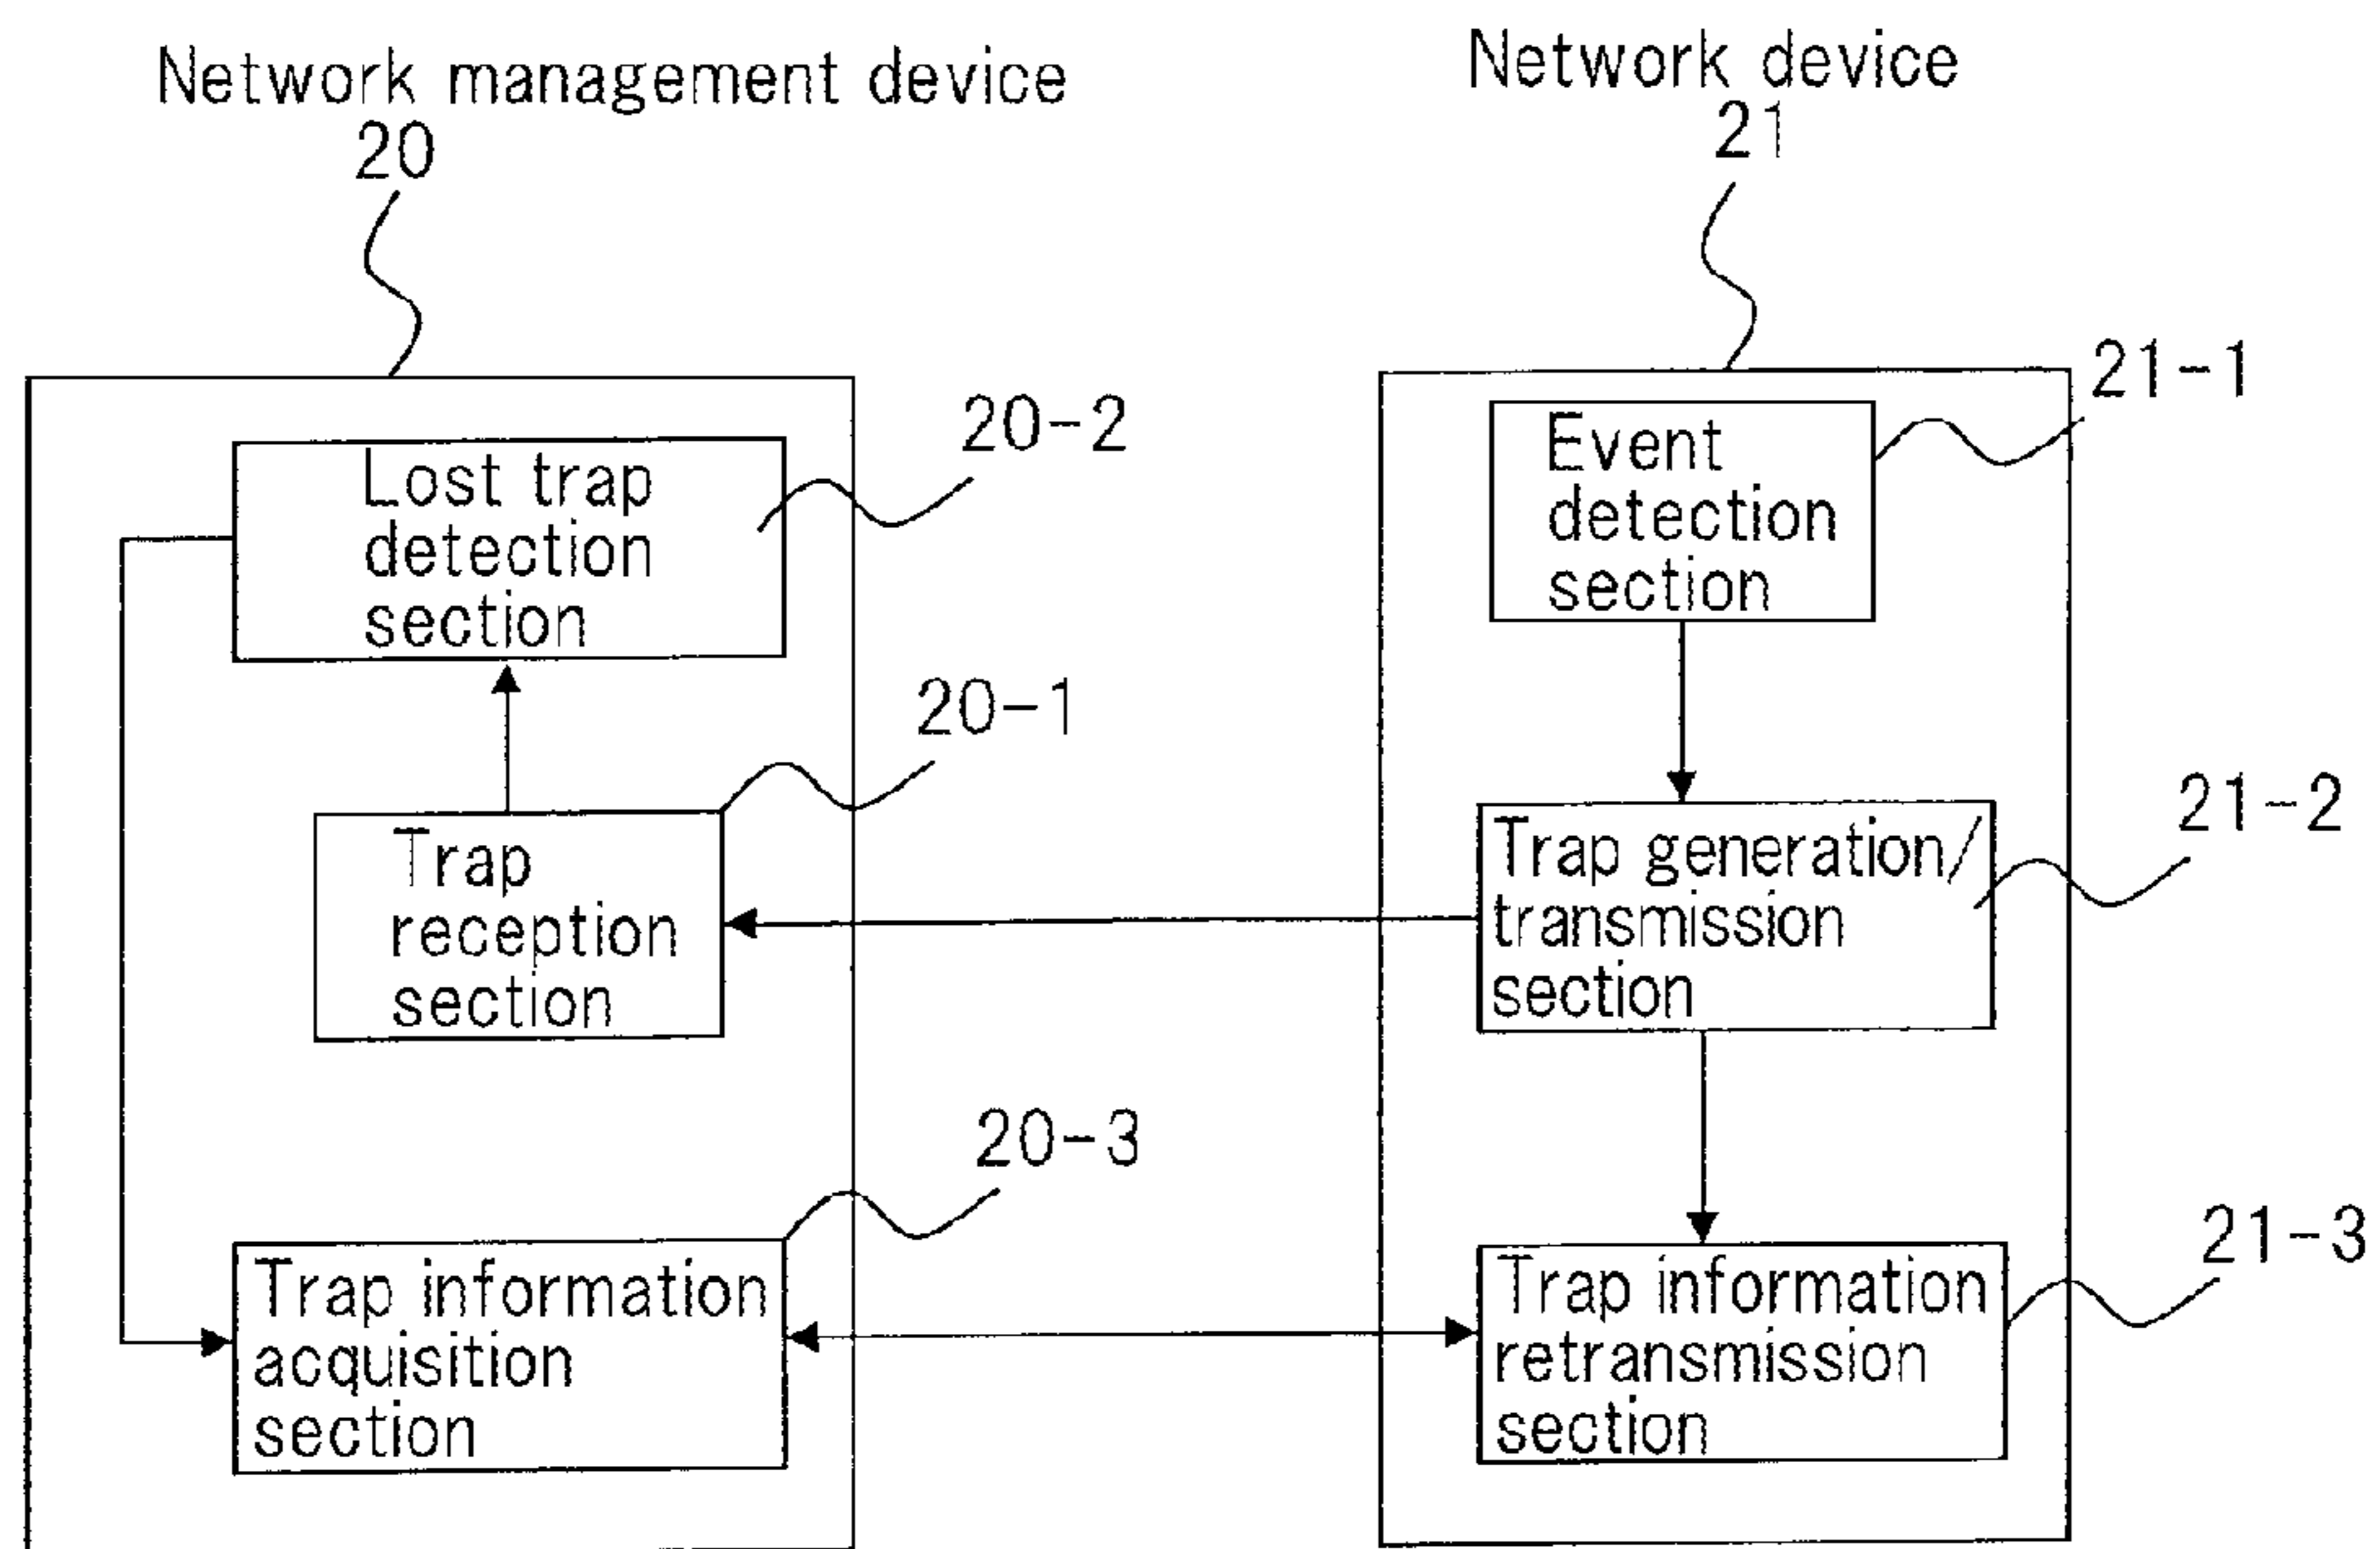 Network management device
20
Network device
21
21-1
20-2
Lost trap
detection
section
Event
detection
section
20-1
21-2
Trap
reception
section
Trap generation/
transmission
section
20-3
21-3
Trap information
acquisition
section
Trap information
retransmission
section